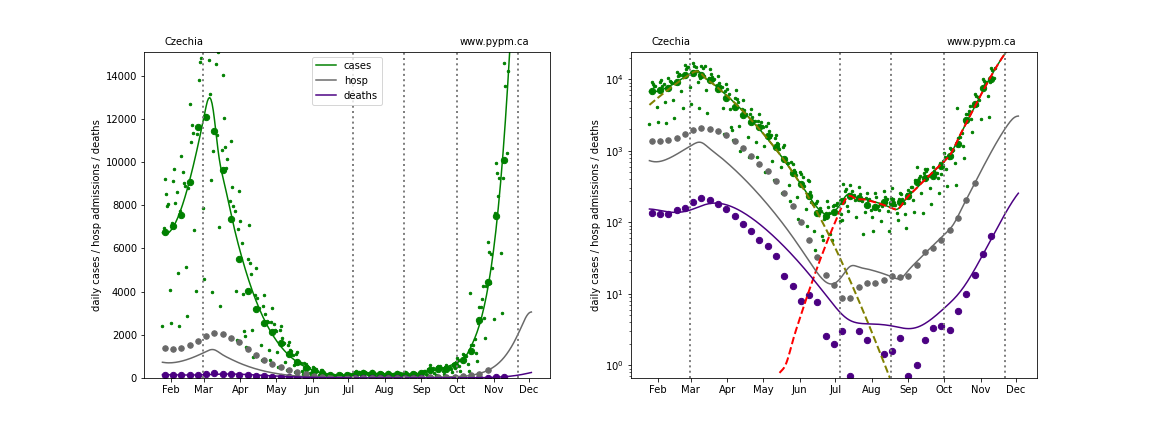 Czechia
www.pypm.ca
daily cases / hosp admissions / deaths
14000
12000
10000
8000
6000
4000
2000
0
cases
hosp
deaths
Feb Mar Apr May Jun Jul Aug Sep Oct Nov Dec
Czechia
www.pypm.ca
daily cases / hosp admissions / deaths
10⁴
10³
10²
10¹
10⁰
Feb Mar Apr May Jun Jul Aug Sep Oct Nov Dec